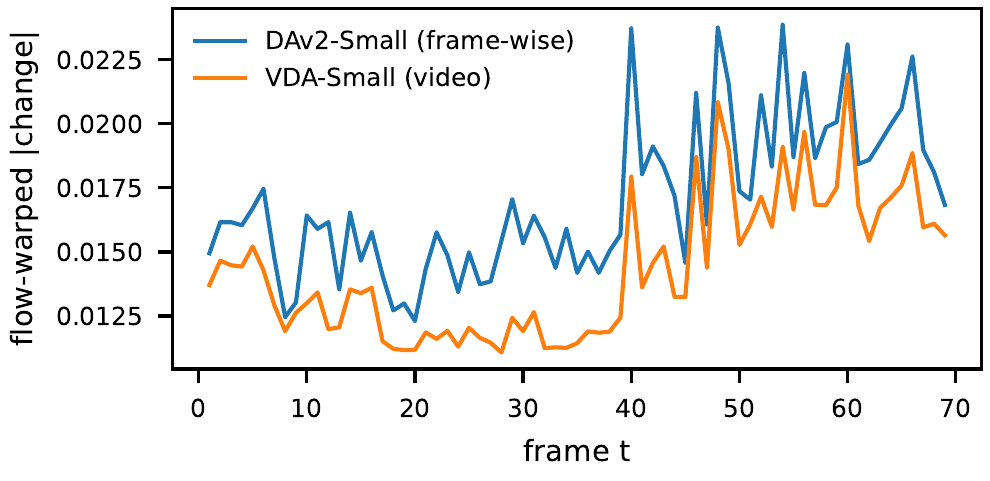 DAv2-Small (frame-wise)
VDA-Small (video)
flow-warped |change|
0.0225
0.0200
0.0175
0.0150
0.0125
0 10 20 30 40 50 60 70
frame t